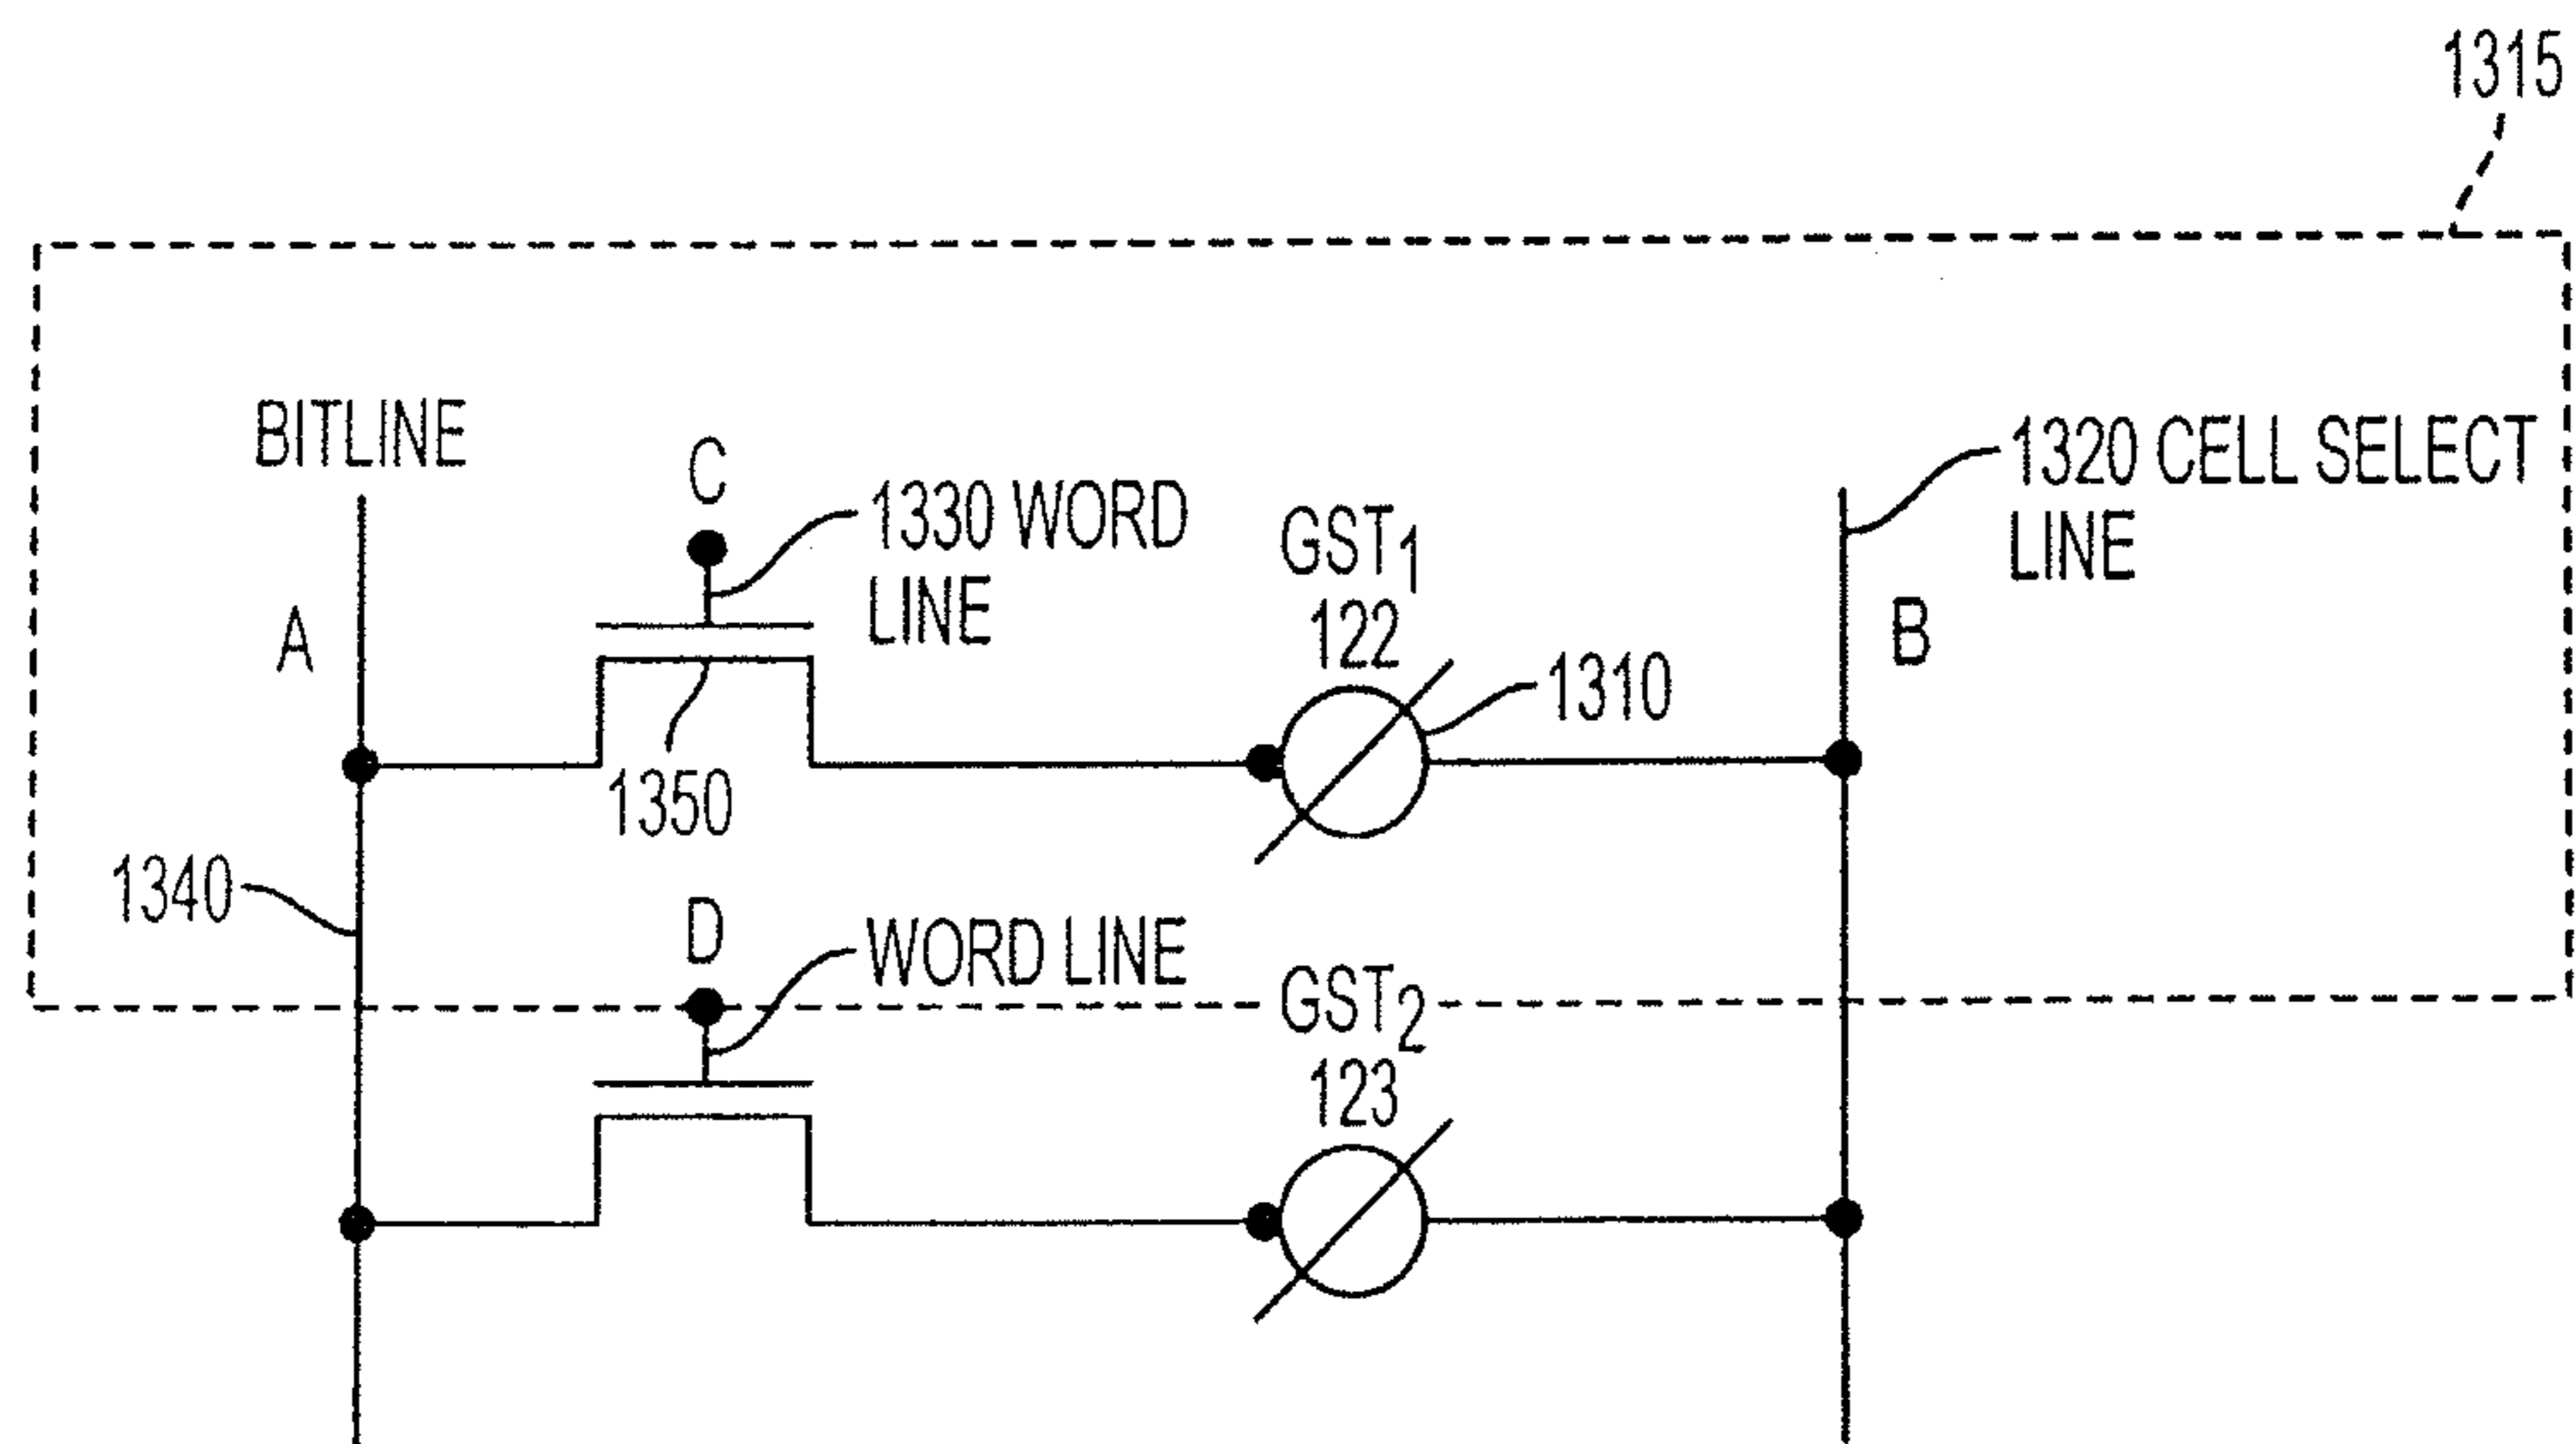 1315
BITLINE
C
1330 WORD
LINE
GST1
122
1310
1320 CELL SELECT
LINE
A
B
1350
1340
D
WORD LINE
GST2
123